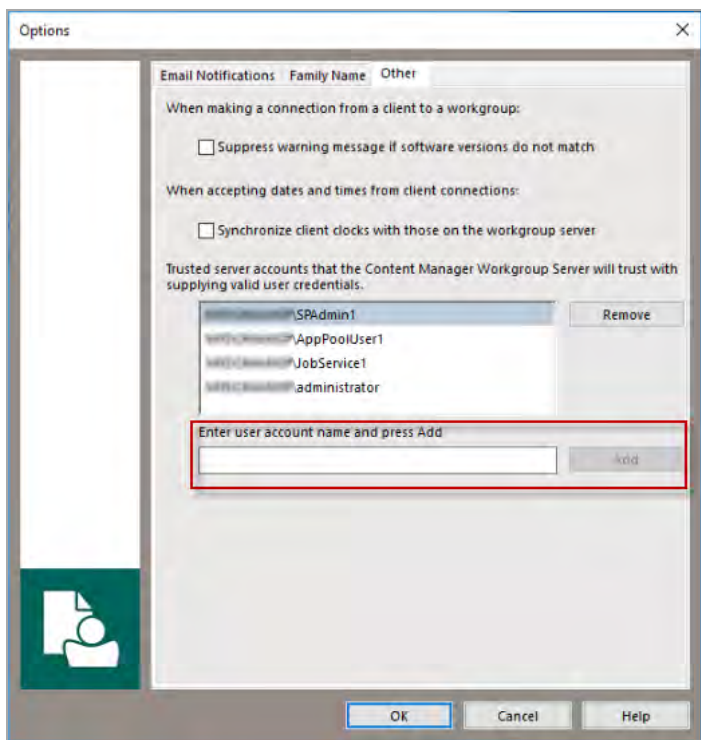 Options
Email Notifications Family Name Other
When making a connection from a client to a workgroup:
Suppress warning message if software versions do not match
When accepting dates and times from client connections:
Synchronize client clocks with those on the workgroup server
Trusted server accounts that the Content Manager Workgroup Server will trust with
supplying valid user credentials.
\SPAdmin1
Remove
\AppPoolUser1
\JobService1
\administrator
Enter user account name and press Add
Add
OK Cancel Help